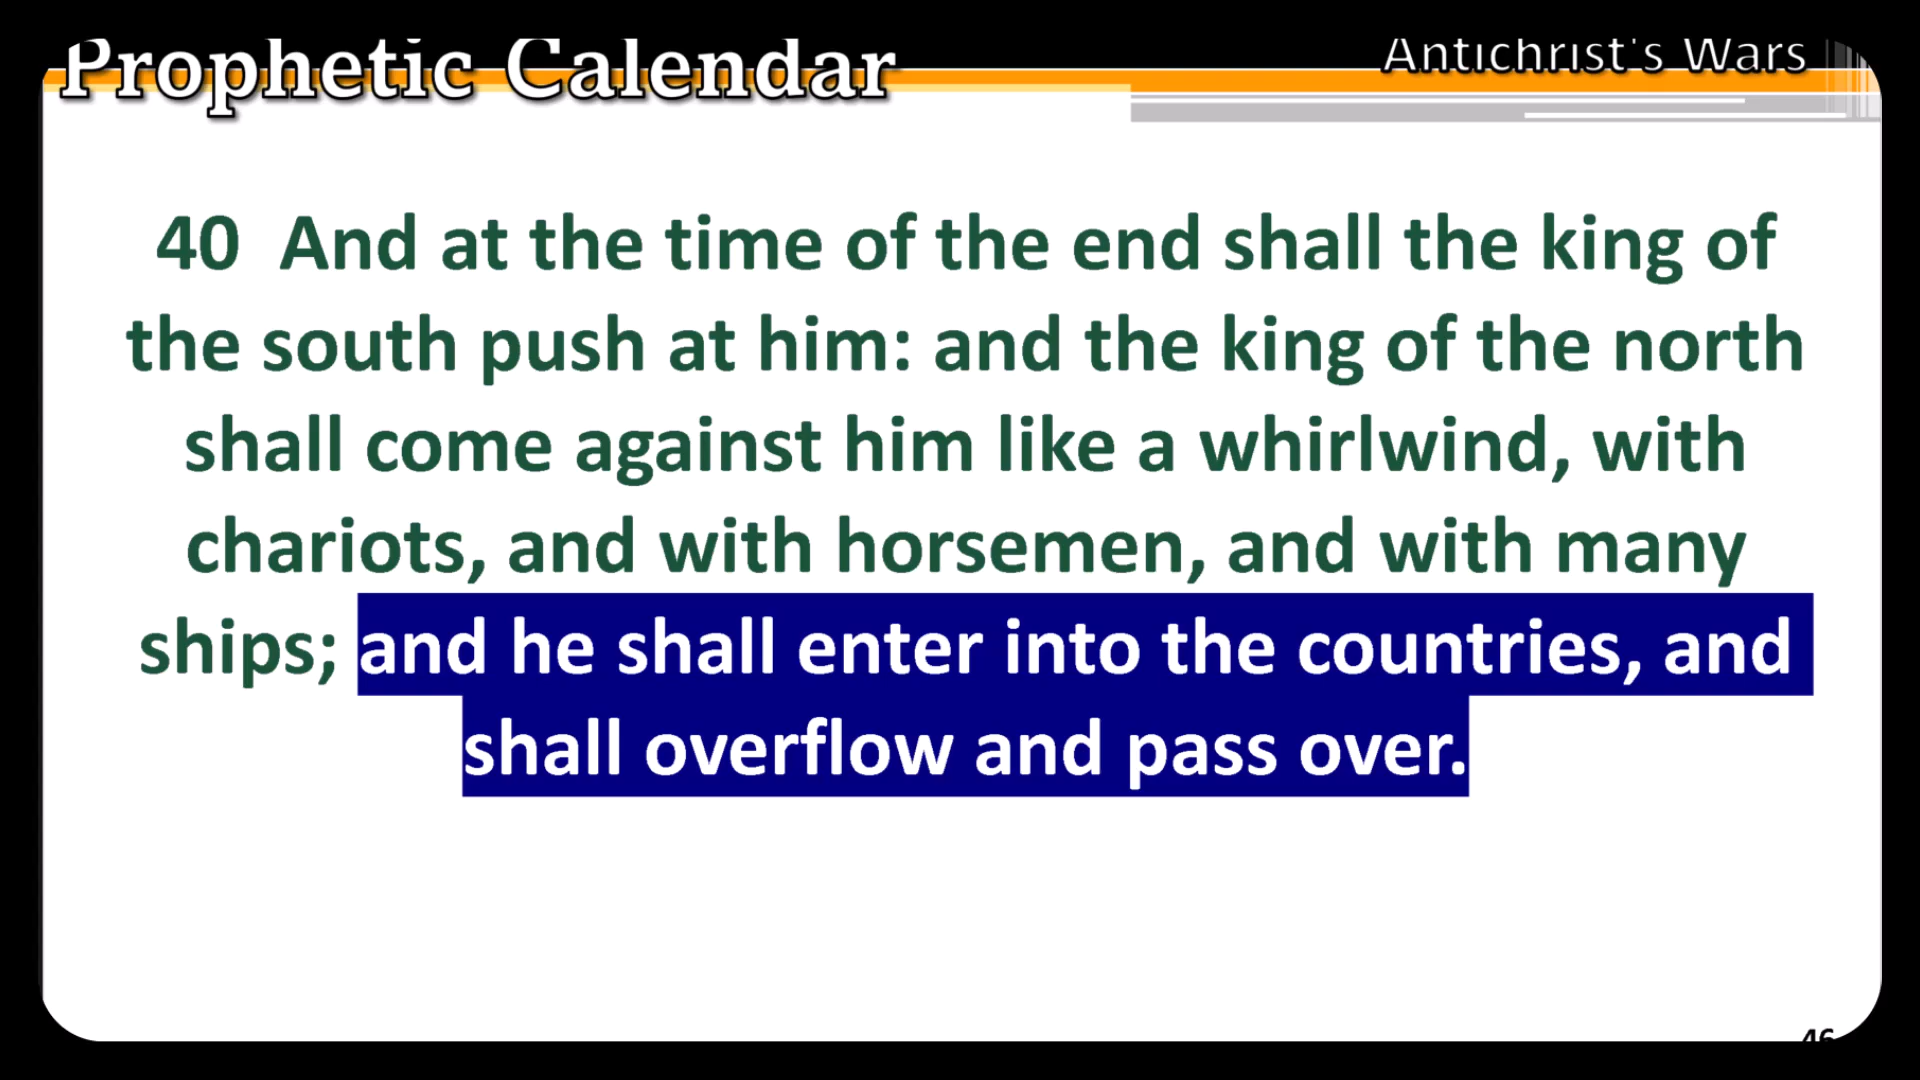 Prophetic Calendar
Antichrist's Wars
40  And at the time of the end shall the king of
the south push at him: and the king of the north
shall come against him like a whirlwind, with
chariots, and with horsemen, and with many
ships; and he shall enter into the countries, and
shall overflow and pass over.
46